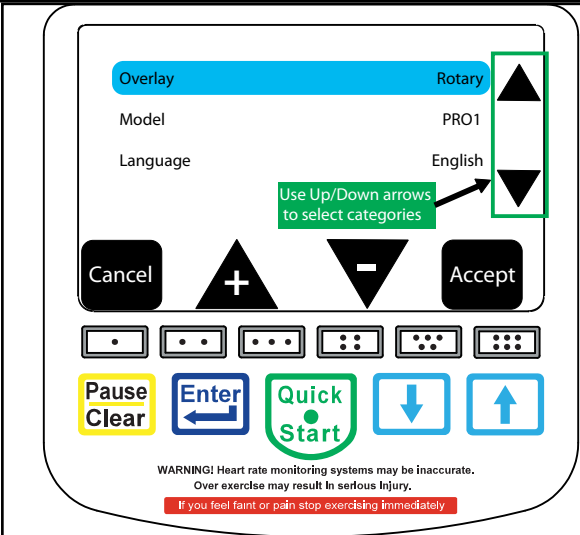 Overlay Rotary
Model PRO1
Language English
Use Up/Down arrows
to select categories
Cancel + - Accept
Pause
Clear
Enter
Quick
Start
WARNING! Heart rate monitoring systems may be inaccurate.
Over exercise may result in serious injury.
If you feel faint or pain stop exercising immediately